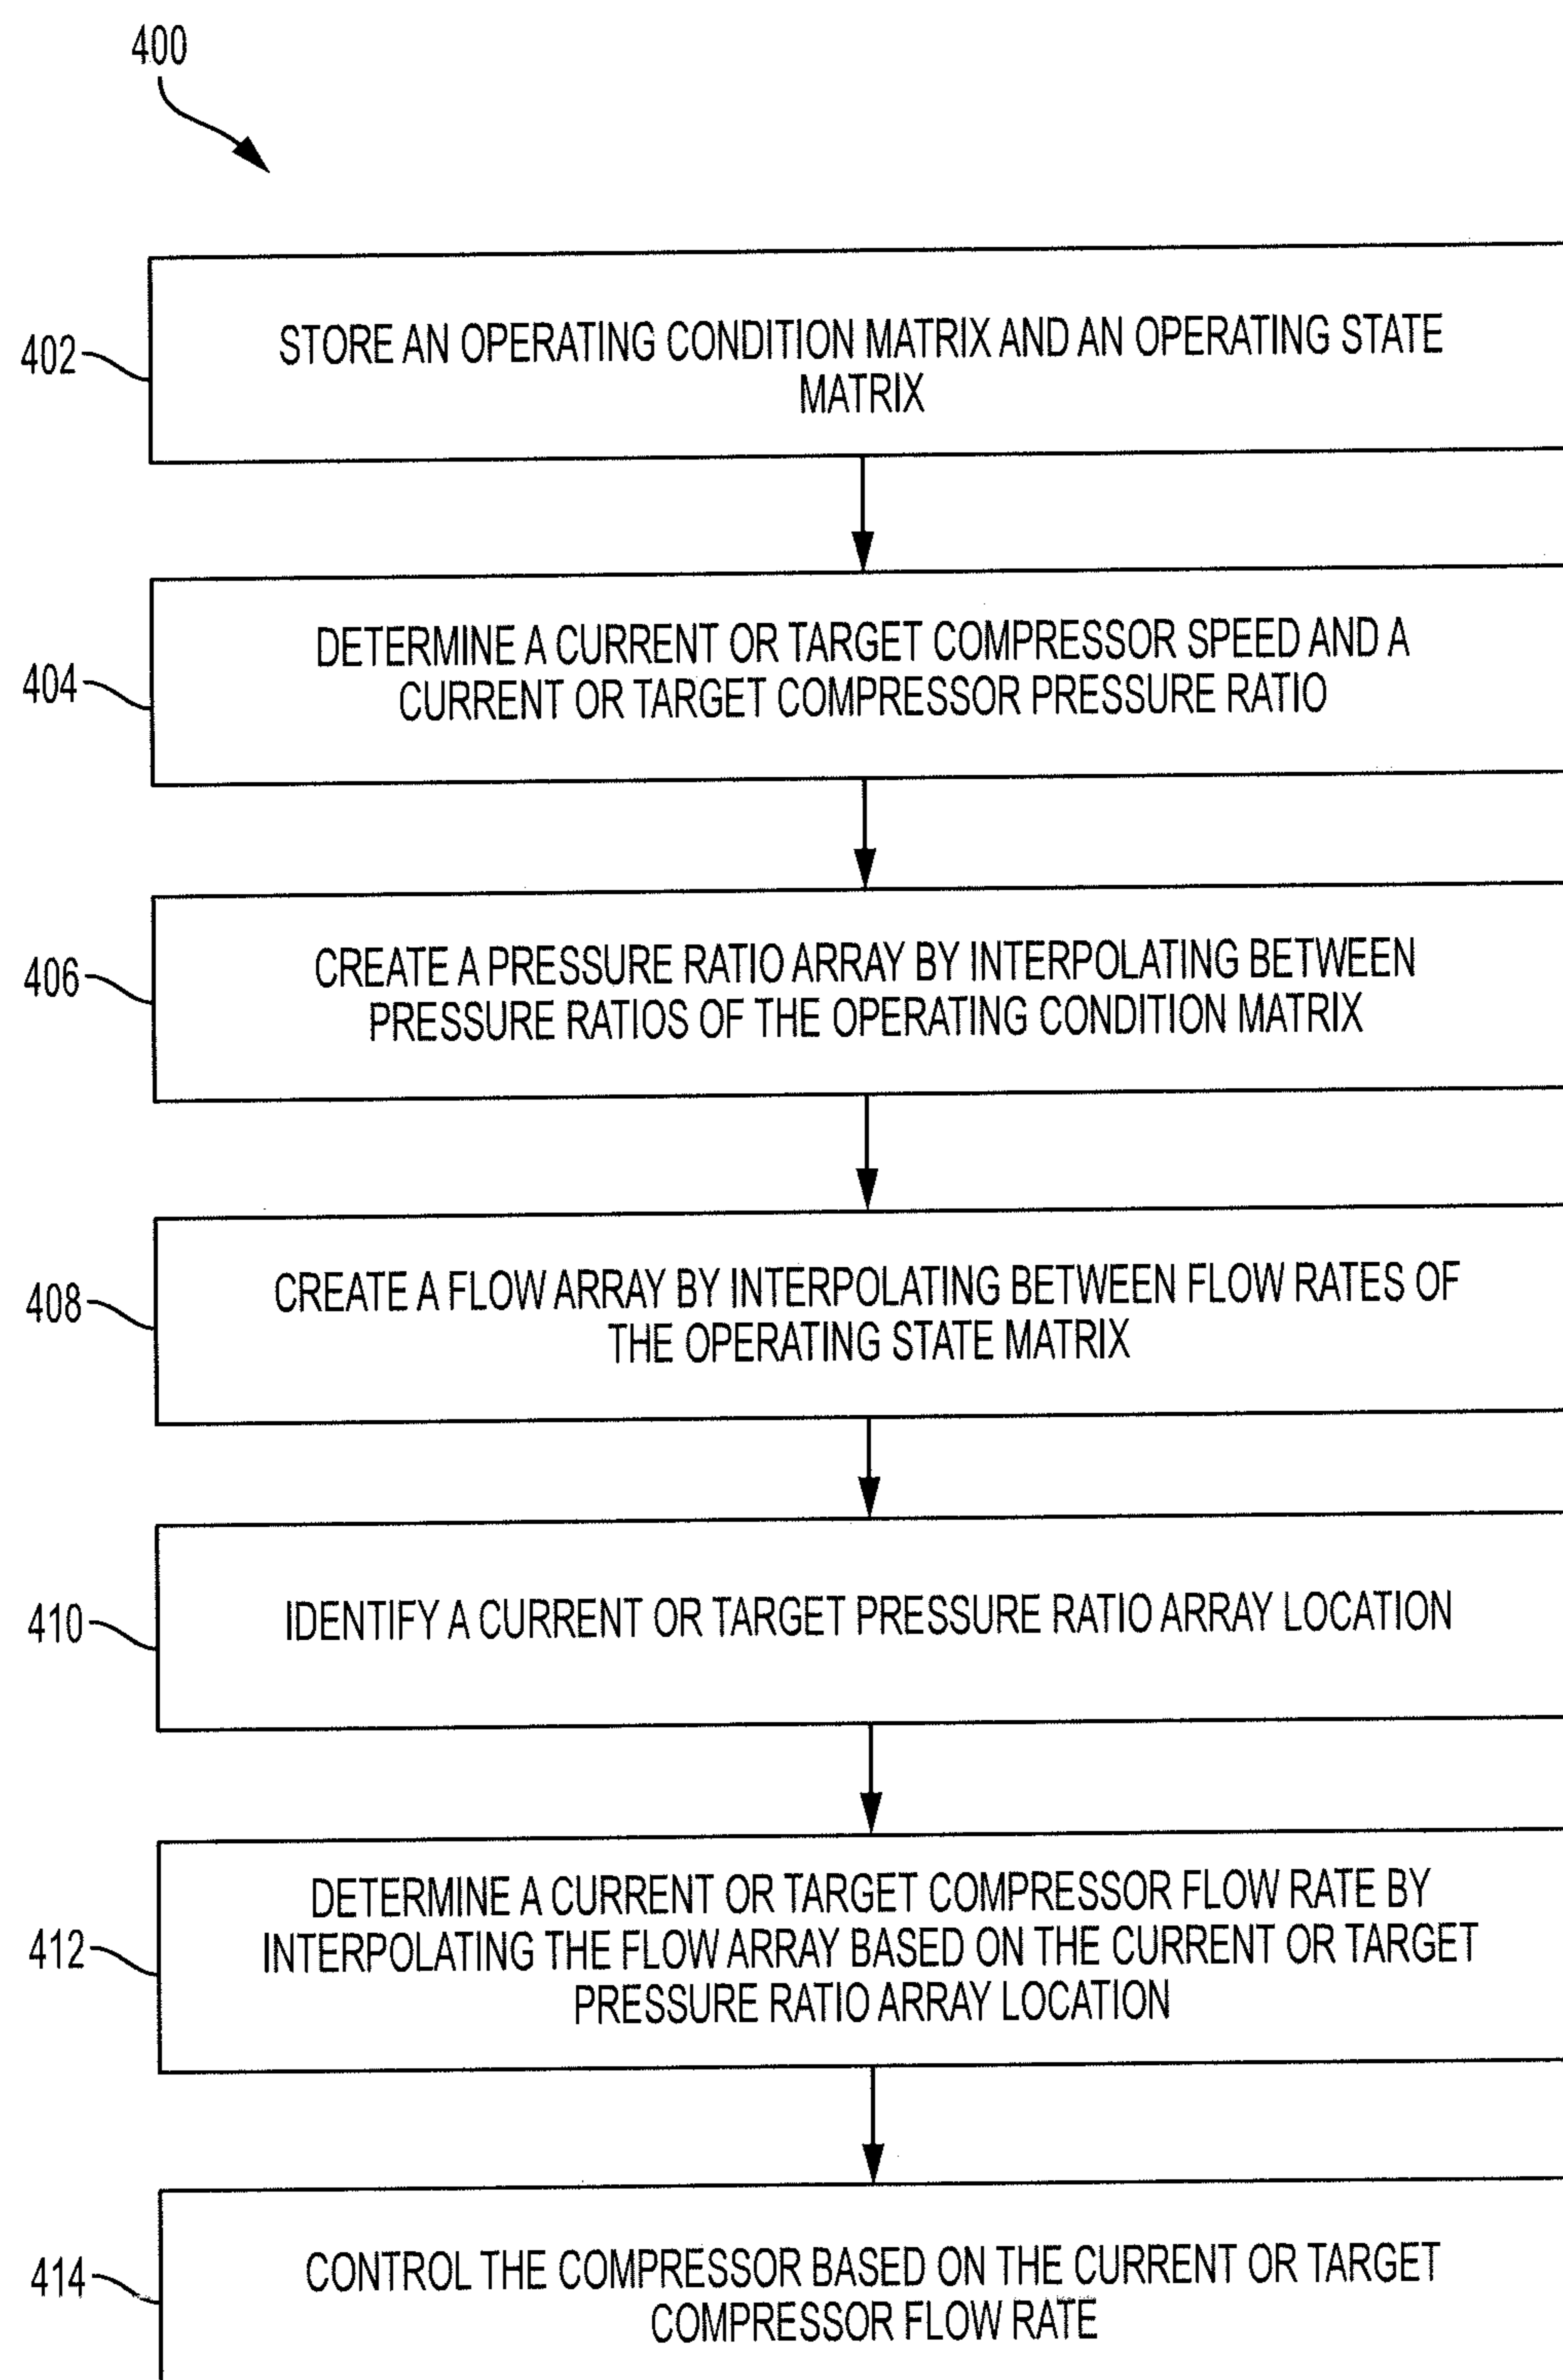 400
402
STORE AN OPERATING CONDITION MATRIX AND AN OPERATING STATE
MATRIX
404
DETERMINE A CURRENT OR TARGET COMPRESSOR SPEED AND A
CURRENT OR TARGET COMPRESSOR PRESSURE RATIO
406
CREATE A PRESSURE RATIO ARRAY BY INTERPOLATING BETWEEN
PRESSURE RATIOS OF THE OPERATING CONDITION MATRIX
408
CREATE A FLOW ARRAY BY INTERPOLATING BETWEEN FLOW RATES OF
THE OPERATING STATE MATRIX
410
IDENTIFY A CURRENT OR TARGET PRESSURE RATIO ARRAY LOCATION
412
DETERMINE A CURRENT OR TARGET COMPRESSOR FLOW RATE BY
INTERPOLATING THE FLOW ARRAY BASED ON THE CURRENT OR TARGET
PRESSURE RATIO ARRAY LOCATION
414
CONTROL THE COMPRESSOR BASED ON THE CURRENT OR TARGET
COMPRESSOR FLOW RATE